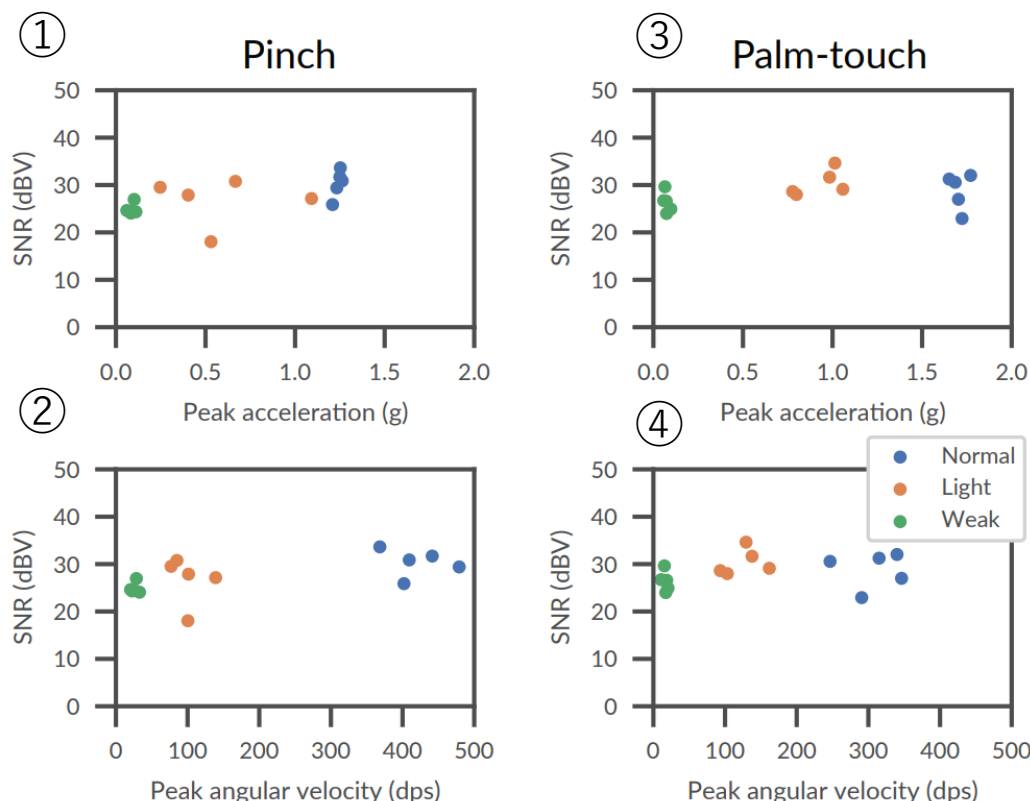 ①
Pinch
50
40
30
20
10
0
SNR (dBV)
0.0 0.5 1.0 1.5 2.0
Peak acceleration (g)
③
Palm-touch
50
40
30
20
10
0
SNR (dBV)
0.0 0.5 1.0 1.5 2.0
Peak acceleration (g)
②
50
40
30
20
10
0
SNR (dBV)
0 100 200 300 400 500
Peak angular velocity (dps)
④
Normal
Light
Weak
50
40
30
20
10
0
SNR (dBV)
0 100 200 300 400 500
Peak angular velocity (dps)